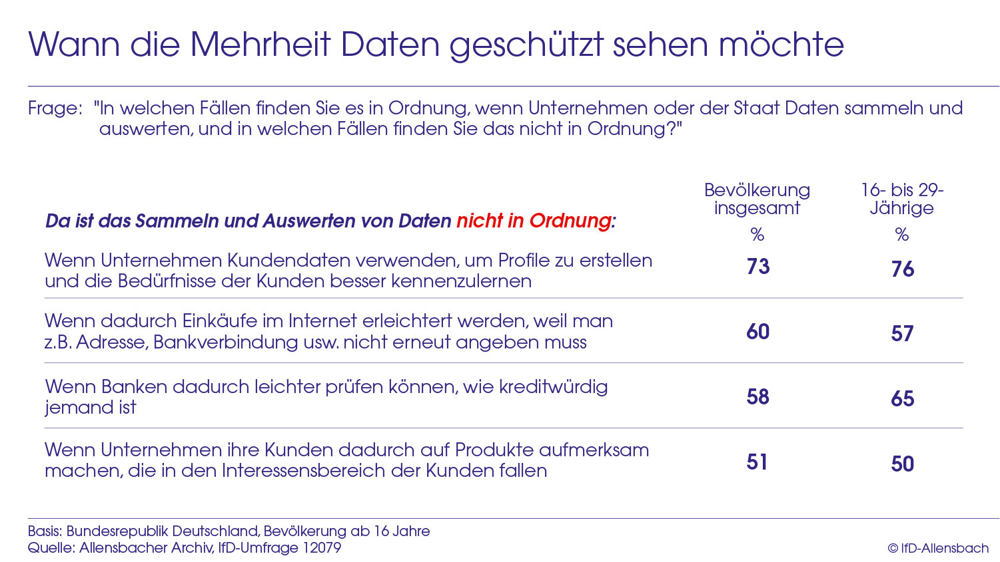 Wann die Mehrheit Daten geschützt sehen möchte
Frage: "In welchen Fällen finden Sie es in Ordnung, wenn Unternehmen oder der Staat Daten sammeln und
auswerten, und in welchen Fällen finden Sie das nicht in Ordnung?"
Bevölkerung 16- bis 29-
insgesamt Jährige
Da ist das Sammeln und Auswerten von Daten nicht in Ordnung:
% %
Wenn Unternehmen Kundendaten verwenden, um Profile zu erstellen
und die Bedürfnisse der Kunden besser kennenzulernen
73 76
Wenn dadurch Einkäufe im Internet erleichtert werden, weil man
z.B. Adresse, Bankverbindung usw. nicht erneut angeben muss
60 57
Wenn Banken dadurch leichter prüfen können, wie kreditwürdig
jemand ist
58 65
Wenn Unternehmen ihre Kunden dadurch auf Produkte aufmerksam
machen, die in den Interessensbereich der Kunden fallen
51 50
Basis: Bundesrepublik Deutschland, Bevölkerung ab 16 Jahre
Quelle: Allensbacher Archiv, IfD-Umfrage 12079
© IfD-Allensbach